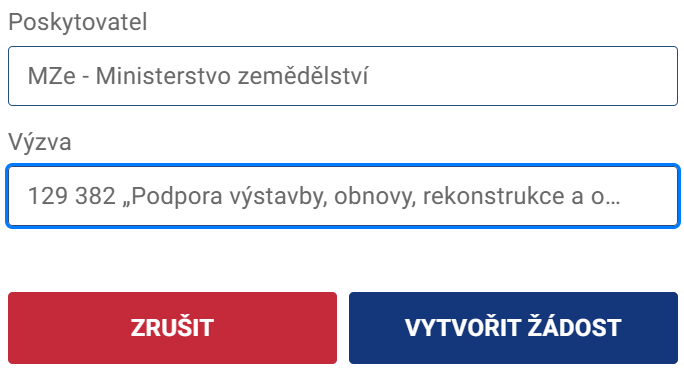 Poskytovatel
MZe - Ministerstvo zemědělství
Výzva
129 382 „Podpora výstavby, obnovy, rekonstrukce a o...
ZRUŠIT
VYTVOŘIT ŽÁDOST